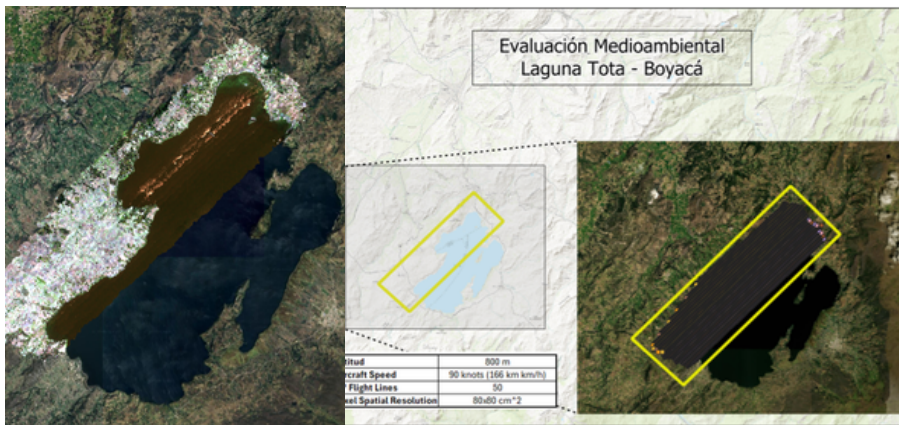 Evaluación Medioambiental
Laguna Tota - Boyacá
titud 800 m
rcraft Speed 90 knots (166 km km/h)
Flight Lines 50
xel Spatial Resolution 80x80 cm^2